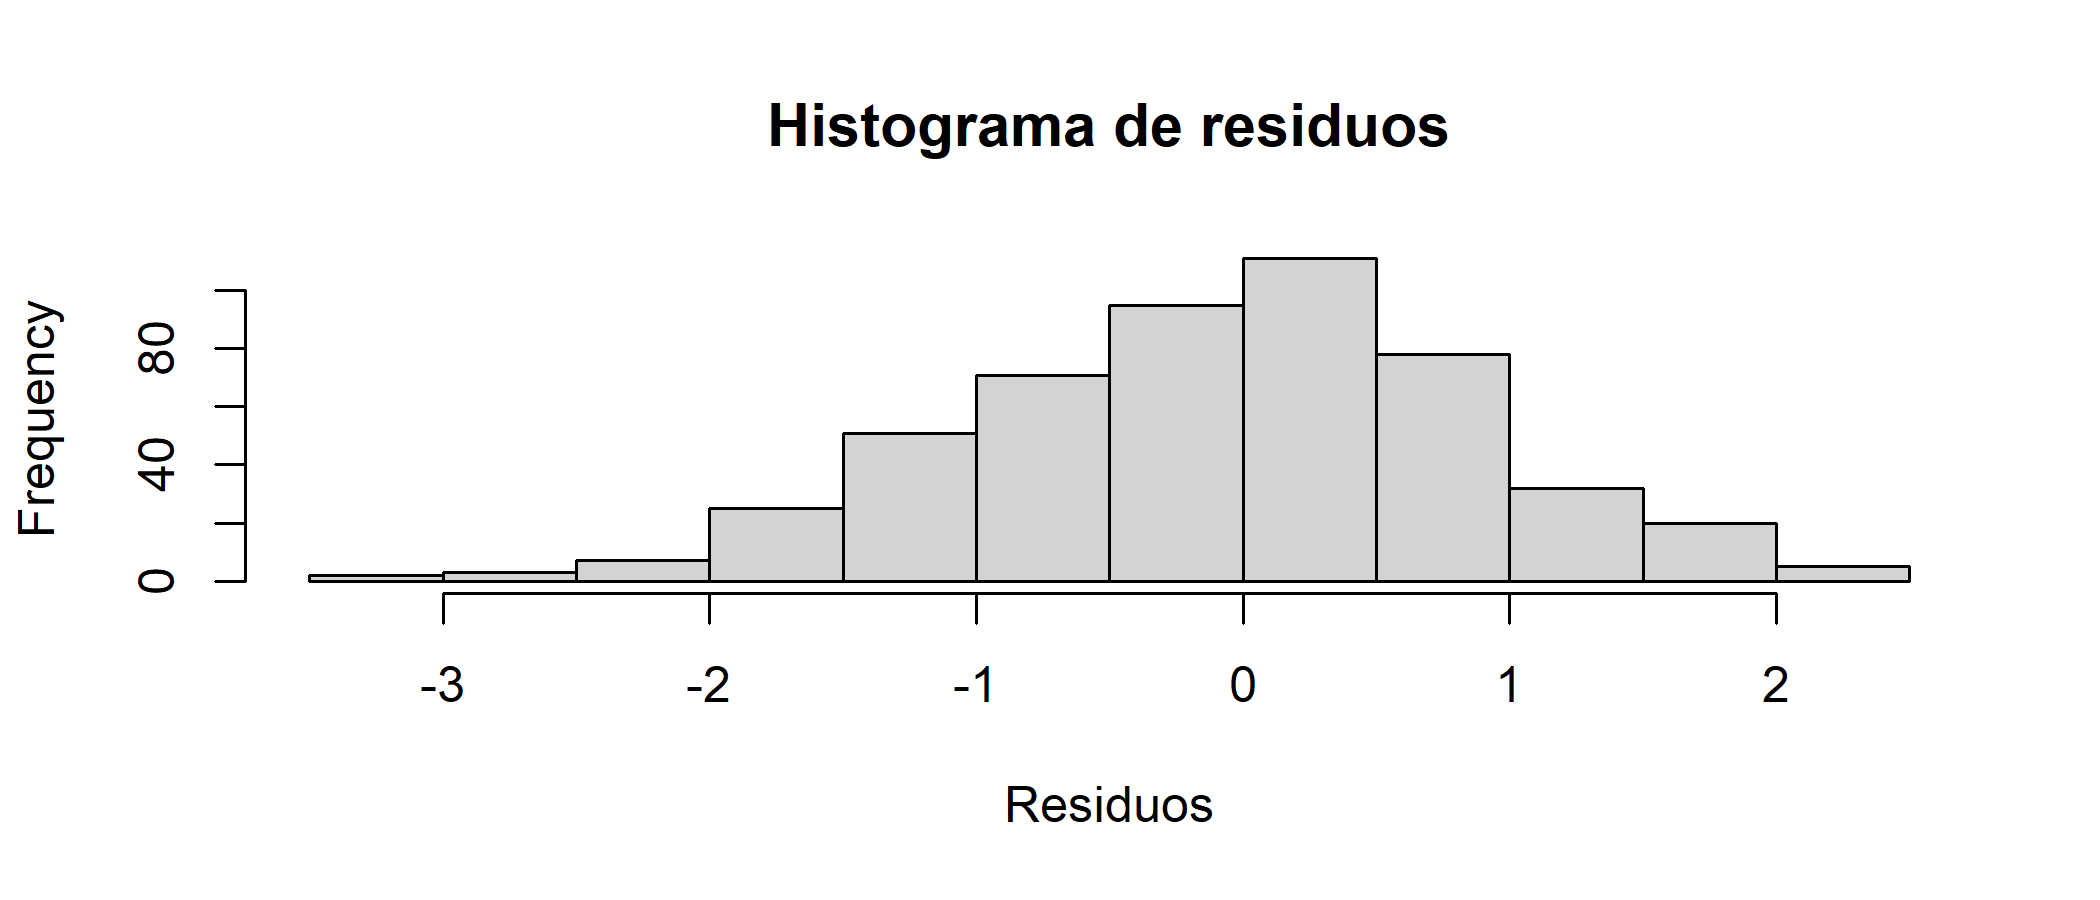 Histograma de residuos
Frequency
80
40
0
-3 -2 -1 0 1 2
Residuos